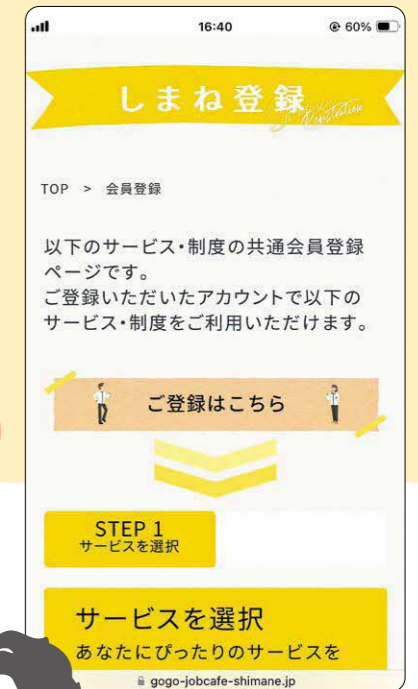 16:40
60%
しまね登録
Registration
TOP > 会員登録
以下のサービス・制度の共通会員登録
ページです。
ご登録いただいたアカウントで以下の
サービス・制度をご利用いただけます。
ご登録はこちら
STEP 1
サービスを選択
サービスを選択
あなたにぴったりのサービスを
gogo-jobcafe-shimane.jp